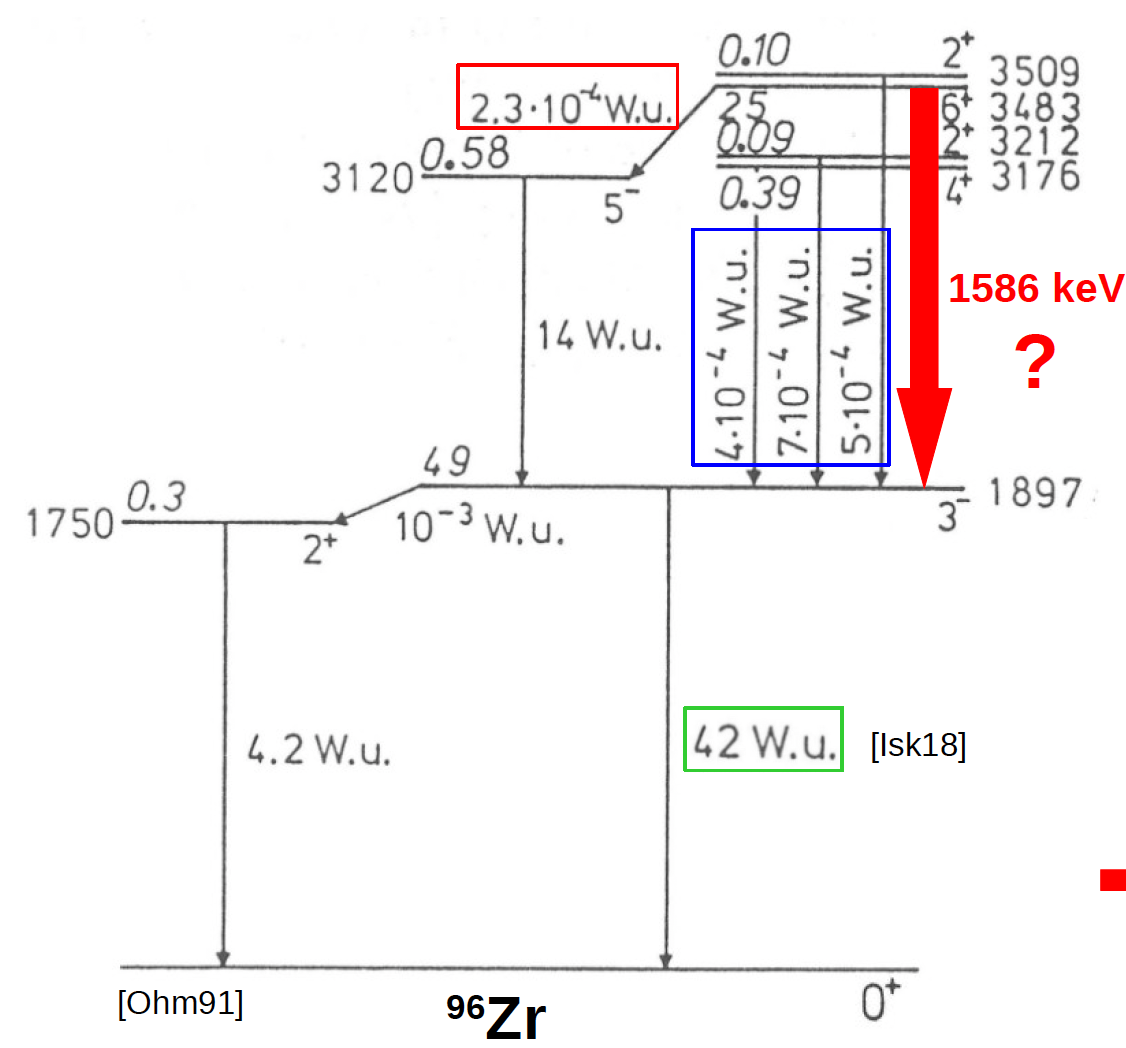 0.10 2⁺ 3509
2.3·10⁻⁴ W.u. 25 6⁺ 3483
0.09 2⁺ 3212
3120 0.58 5⁻ 0.39 4⁺ 3176
4·10⁻⁴ W.u.
7·10⁻⁴ W.u.
5·10⁻⁴ W.u.
1586 keV
?
14 W.u.
49
1897
3⁻
0.3
1750
2⁺
10⁻³ W.u.
4.2 W.u.
42 W.u. [Isk18]
[Ohm91] ⁹⁶Zr 0⁺